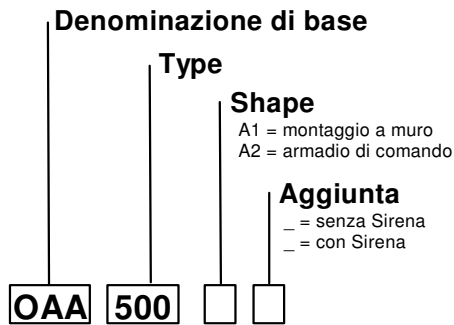 Denominazione di base
Type
Shape
A1 = montaggio a muro
A2 = armadio di comando
Aggiunta
_ = senza Sirena
_ = con Sirena
OAA 500